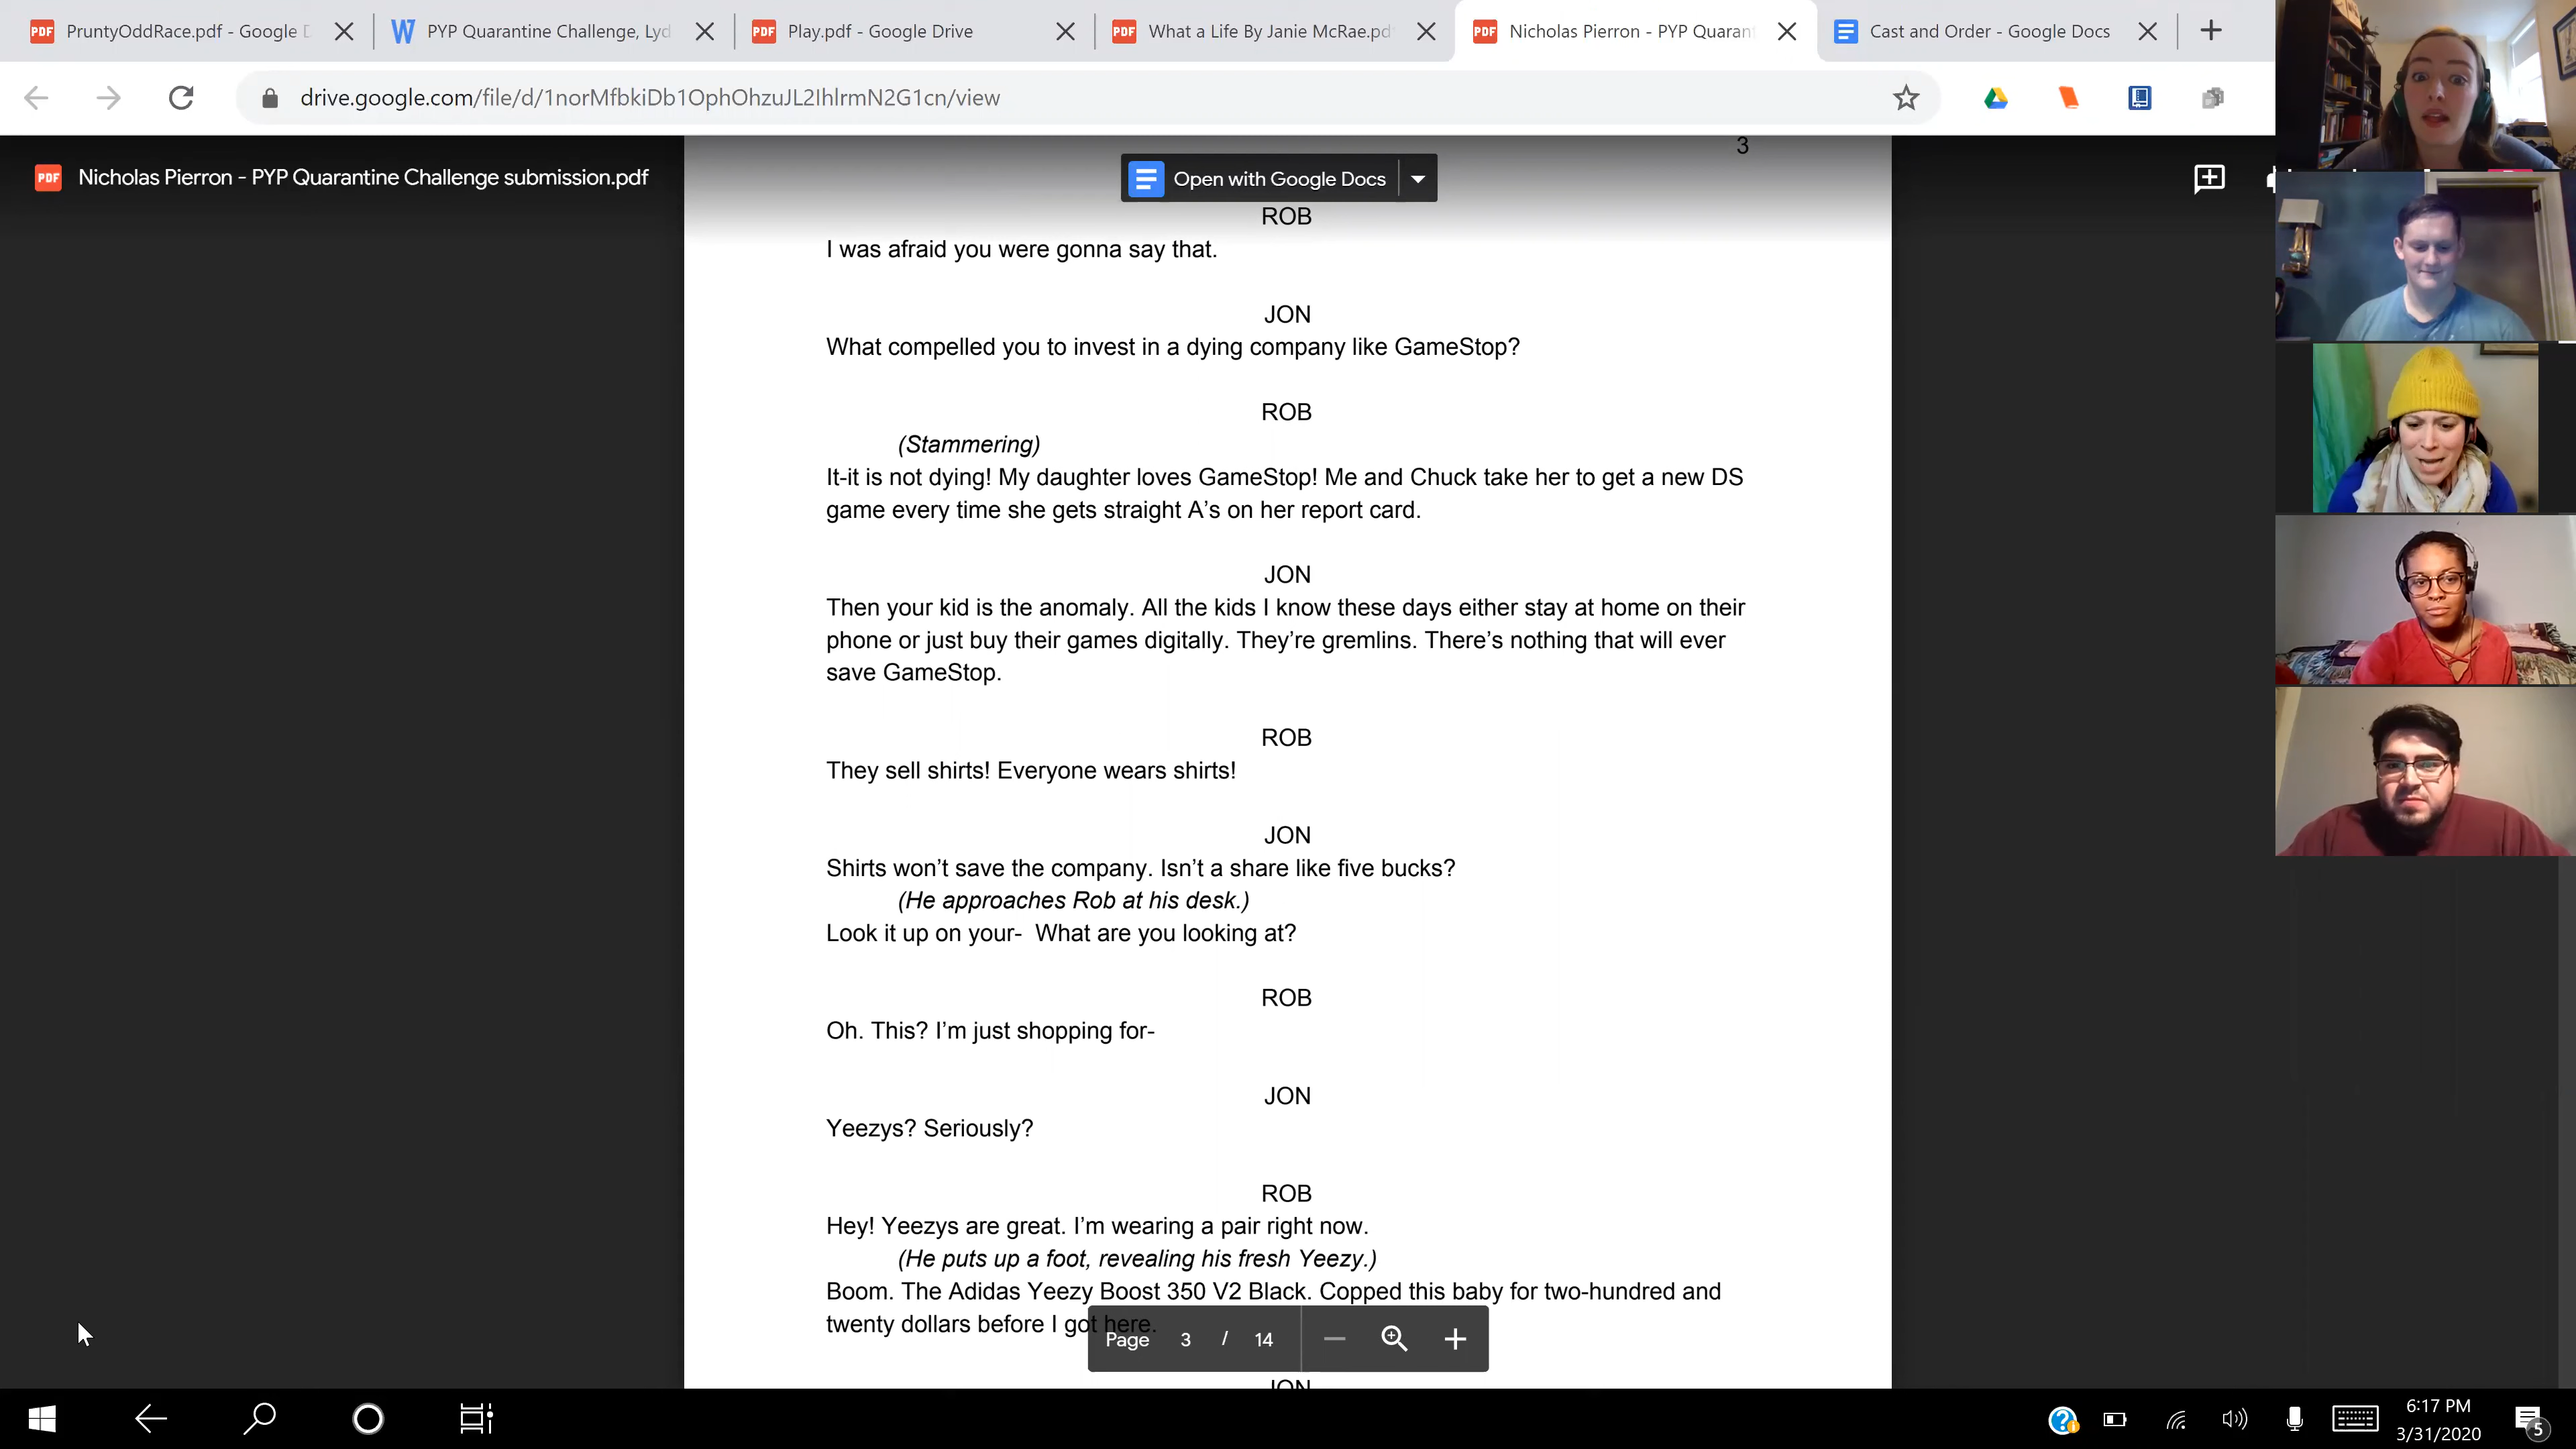 PruntyOddRace.pdf - Google D
PYP Quarantine Challenge, Lyd
Play.pdf - Google Drive
What a Life By Janie McRae.pd
Nicholas Pierron - PYP Quaran
Cast and Order - Google Docs
drive.google.com/file/d/1norMfbkiDb1OphOhzuJL2IhlrmN2G1cn/view
PDF Nicholas Pierron - PYP Quarantine Challenge submission.pdf
Open with Google Docs
3
ROB
I was afraid you were gonna say that.
JON
What compelled you to invest in a dying company like GameStop?
ROB
(Stammering)
It-it is not dying! My daughter loves GameStop! Me and Chuck take her to get a new DS
game every time she gets straight A's on her report card.
JON
Then your kid is the anomaly. All the kids I know these days either stay at home on their
phone or just buy their games digitally. They're gremlins. There's nothing that will ever
save GameStop.
ROB
They sell shirts! Everyone wears shirts!
JON
Shirts won't save the company. Isn't a share like five bucks?
(He approaches Rob at his desk.)
Look it up on your- What are you looking at?
ROB
Oh. This? I'm just shopping for-
JON
Yeezys? Seriously?
ROB
Hey! Yeezys are great. I'm wearing a pair right now.
(He puts up a foot, revealing his fresh Yeezy.)
Boom. The Adidas Yeezy Boost 350 V2 Black. Copped this baby for two-hundred and
twenty dollars before I got here.
Page 3 / 14
JON
6:17 PM
3/31/2020
5